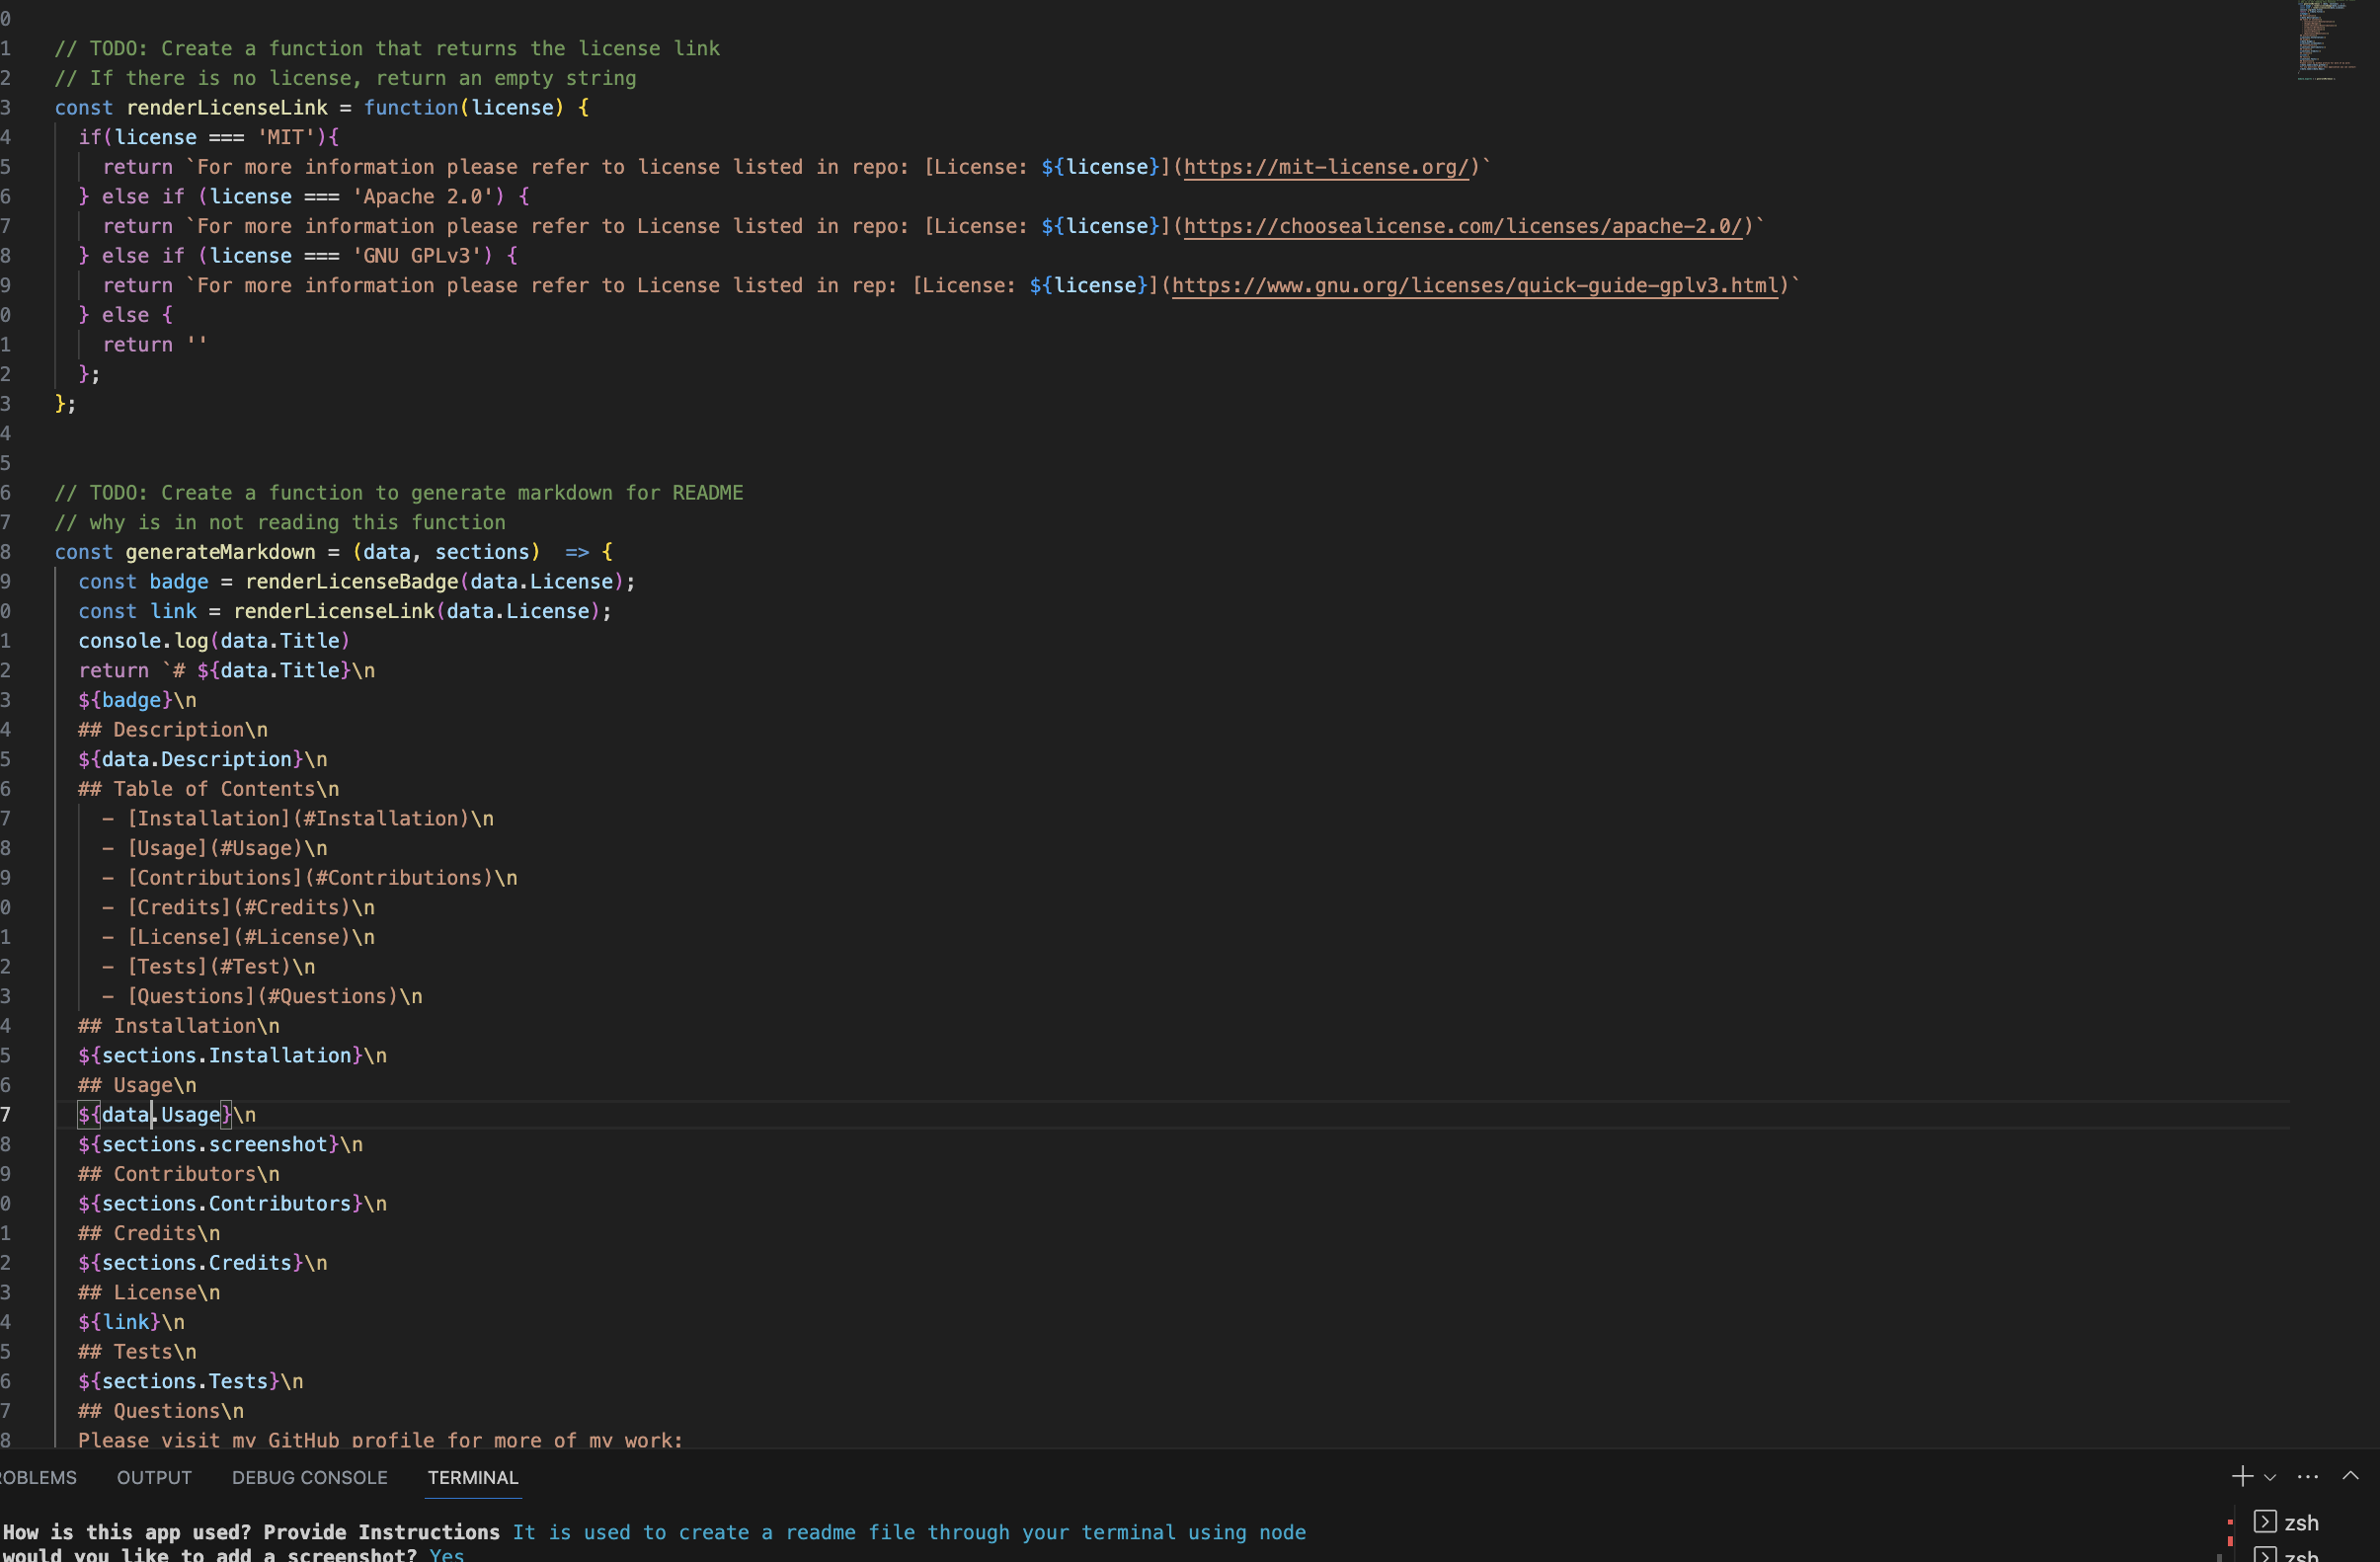 0
1 // TODO: Create a function that returns the license link
2 // If there is no license, return an empty string
3 const renderLicenseLink = function(license) {
4 if(license === 'MIT'){
5 return `For more information please refer to license listed in repo: [License: ${license}](https://mit-license.org/)`
6 } else if (license === 'Apache 2.0') {
7 return `For more information please refer to License listed in repo: [License: ${license}](https://choosealicense.com/licenses/apache-2.0/)`
8 } else if (license === 'GNU GPLv3') {
9 return `For more information please refer to License listed in rep: [License: ${license}](https://www.gnu.org/licenses/quick-guide-gplv3.html)`
0 } else {
1 return ''
2 };
3 };
4
5
6 // TODO: Create a function to generate markdown for README
7 // why is in not reading this function
8 const generateMarkdown = (data, sections)  => {
9 const badge = renderLicenseBadge(data.License);
0 const link = renderLicenseLink(data.License);
1 console.log(data.Title)
2 return `# ${data.Title}\n
3 ${badge}\n
4 ## Description\n
5 ${data.Description}\n
6 ## Table of Contents\n
7 - [Installation](#Installation)\n
8 - [Usage](#Usage)\n
9 - [Contributions](#Contributions)\n
0 - [Credits](#Credits)\n
1 - [License](#License)\n
2 - [Tests](#Test)\n
3 - [Questions](#Questions)\n
4 ## Installation\n
5 ${sections.Installation}\n
6 ## Usage\n
7 ${data.Usage}\n
8 ${sections.screenshot}\n
9 ## Contributors\n
0 ${sections.Contributors}\n
1 ## Credits\n
2 ${sections.Credits}\n
3 ## License\n
4 ${link}\n
5 ## Tests\n
6 ${sections.Tests}\n
7 ## Questions\n
8 Please visit my GitHub profile for more of my work:
ROBLEMS OUTPUT DEBUG CONSOLE TERMINAL
How is this app used? Provide Instructions It is used to create a readme file through your terminal using node
zsh
would you like to add a screenshot? Yes
zsh